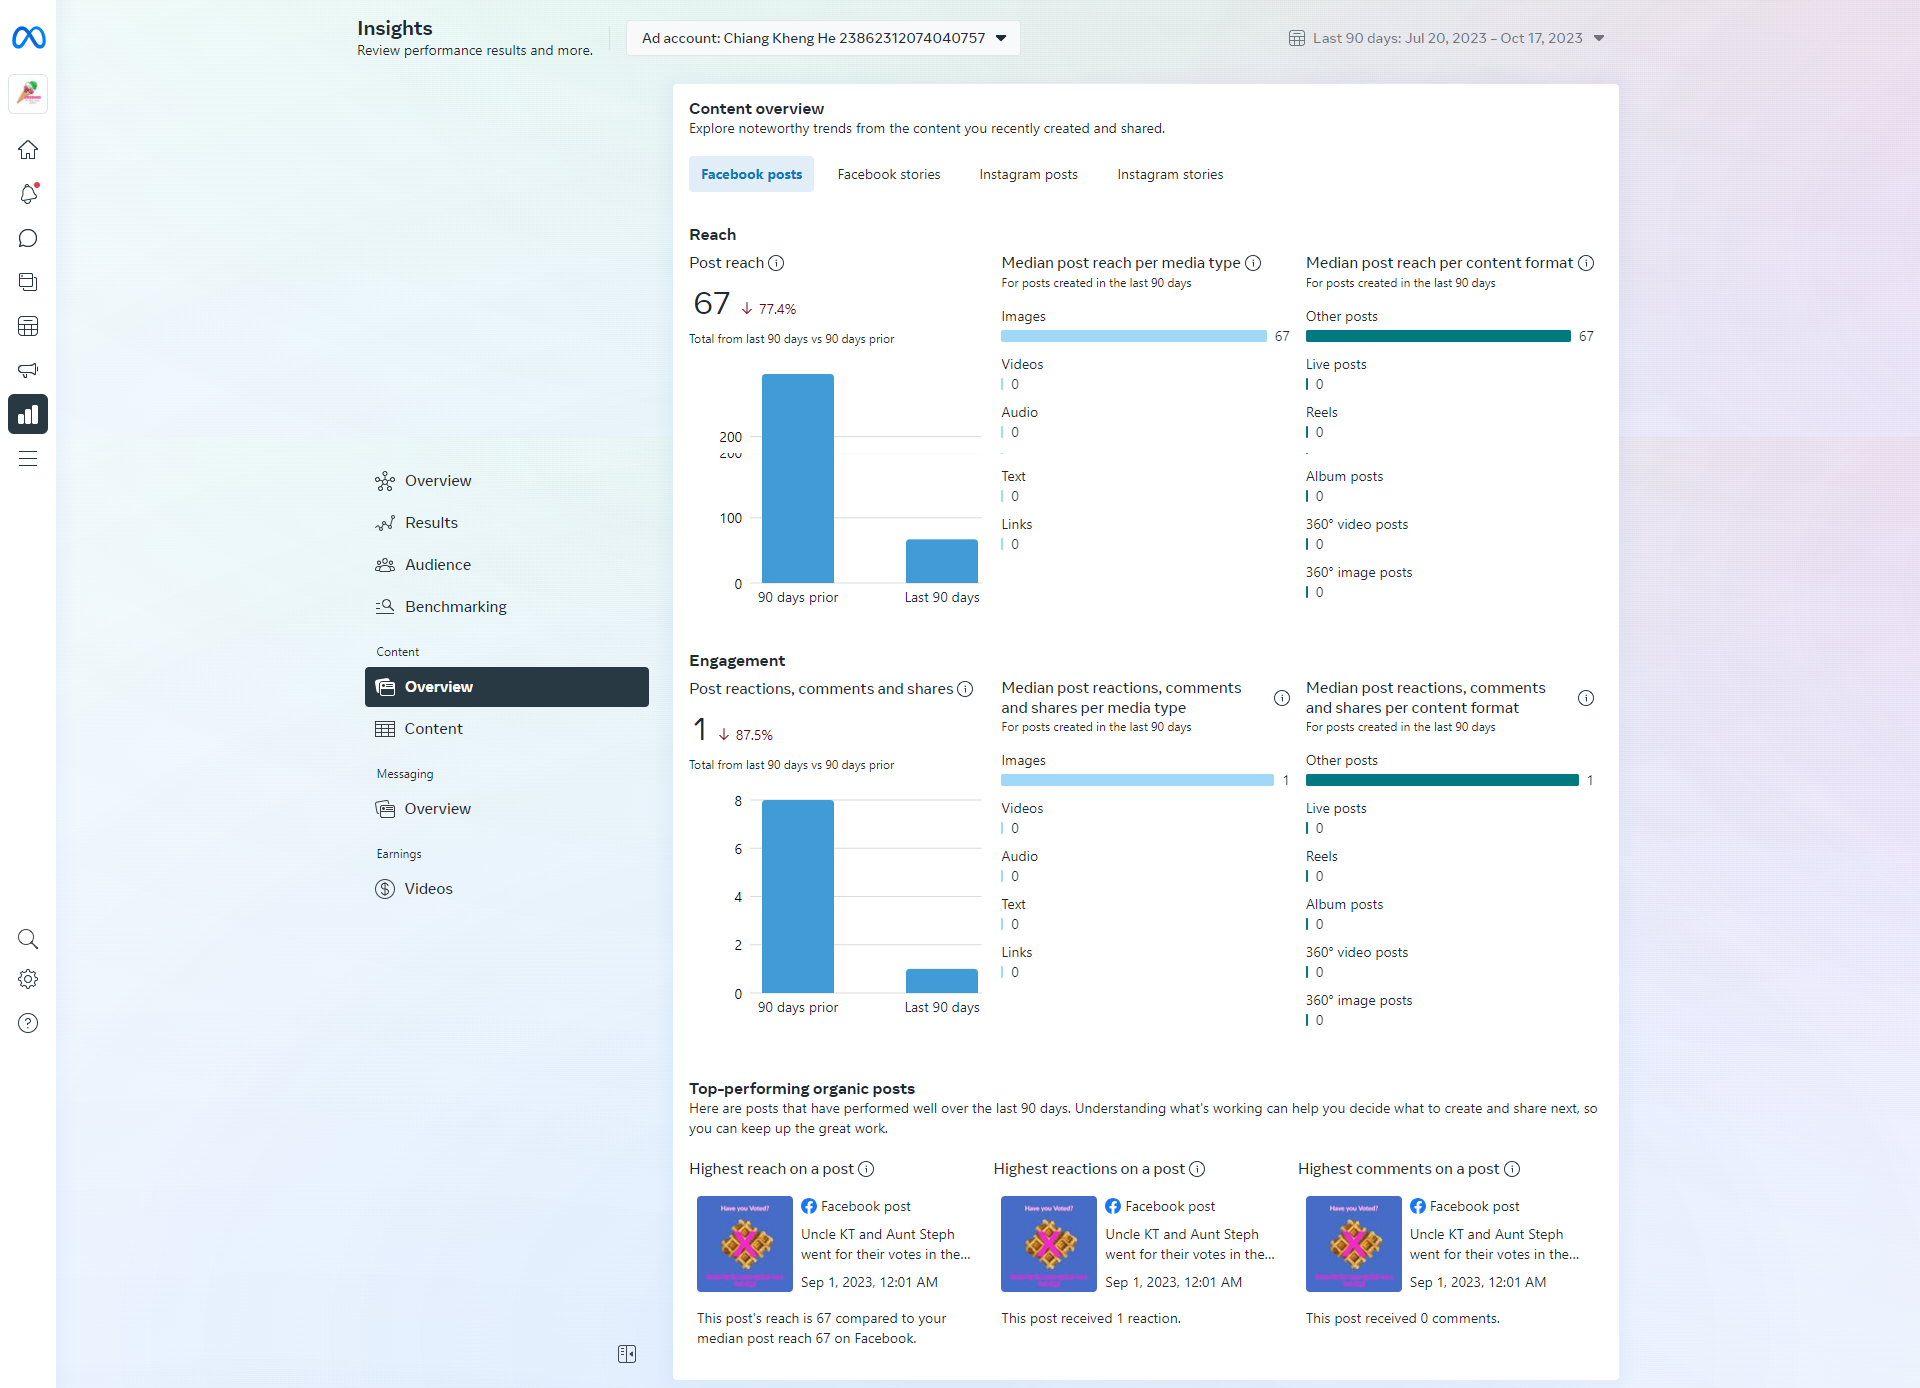 Insights
Review performance results and more.
Ad account: Chiang Kheng He 23862312074040757
Last 90 days: Jul 20, 2023 – Oct 17, 2023
Overview
Results
Audience
Benchmarking
Content
Overview
Content
Messaging
Overview
Earnings
Videos
Content overview
Explore noteworthy trends from the content you recently created and shared.
Facebook posts
Facebook stories
Instagram posts
Instagram stories
Reach
Post reach
67 ↓ 77.4%
Total from last 90 days vs 90 days prior
200
200
100
0
90 days prior
Last 90 days
Median post reach per media type
For posts created in the last 90 days
Images
67
Videos
0
Audio
0
Text
0
Links
0
Median post reach per content format
For posts created in the last 90 days
Other posts
67
Live posts
0
Reels
0
Album posts
0
360° video posts
0
360° image posts
0
Engagement
Post reactions, comments and shares
1 ↓ 87.5%
Total from last 90 days vs 90 days prior
8
6
4
2
0
90 days prior
Last 90 days
Median post reactions, comments
and shares per media type
For posts created in the last 90 days
Images
1
Videos
0
Audio
0
Text
0
Links
0
Median post reactions, comments
and shares per content format
For posts created in the last 90 days
Other posts
1
Live posts
0
Reels
0
Album posts
0
360° video posts
0
360° image posts
0
Top-performing organic posts
Here are posts that have performed well over the last 90 days. Understanding what's working can help you decide what to create and share next, so
you can keep up the great work.
Highest reach on a post
Have you Voted?
Facebook post
Uncle KT and Aunt Steph
went for their votes in the...
Sep 1, 2023, 12:01 AM
This post's reach is 67 compared to your
median post reach 67 on Facebook.
Highest reactions on a post
Have you Voted?
Facebook post
Uncle KT and Aunt Steph
went for their votes in the...
Sep 1, 2023, 12:01 AM
This post received 1 reaction.
Highest comments on a post
Have you Voted?
Facebook post
Uncle KT and Aunt Steph
went for their votes in the...
Sep 1, 2023, 12:01 AM
This post received 0 comments.